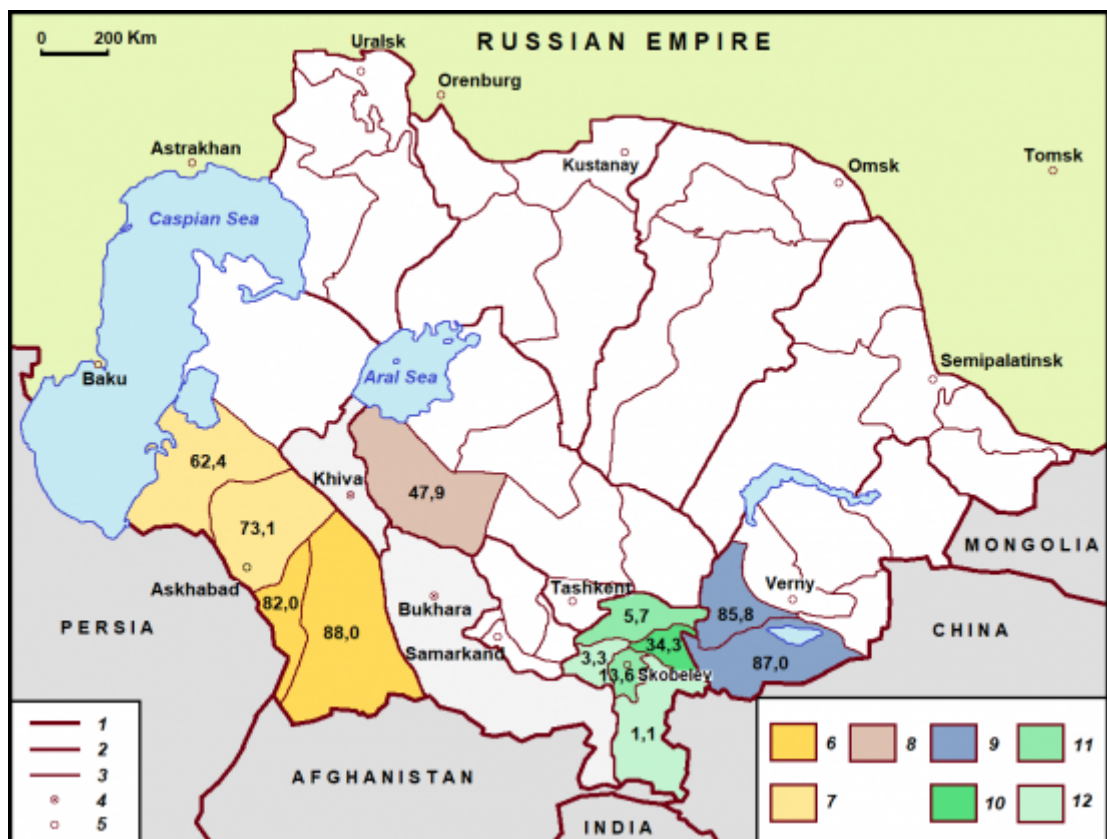 0 200 Km
Uralsk
RUSSIAN EMPIRE
Orenburg
Astrakhan
Kustanay
Omsk
Tomsk
Caspian Sea
Aral Sea
Baku
Semipalatinsk
62,4
Khiva
47,9
73,1
MONGOLIA
Askhabad
82,0
88,0
Bukhara
Tashkent
Verny
5,7
85,8
PERSIA
Samarkand
3,3
34,3
CHINA
13,6
Skobelev
87,0
1,1
AFGHANISTAN
INDIA
1
2
3
4
5
6
8
9
11
7
10
12